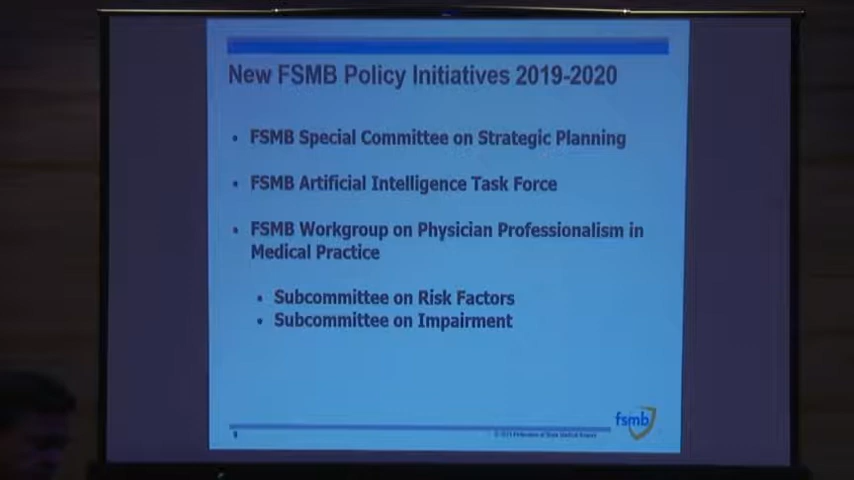 New FSMB Policy Initiatives 2019-2020
• FSMB Special Committee on Strategic Planning
• FSMB Artificial Intelligence Task Force
• FSMB Workgroup on Physician Professionalism in
Medical Practice
• Subcommittee on Risk Factors
• Subcommittee on Impairment
fsmb